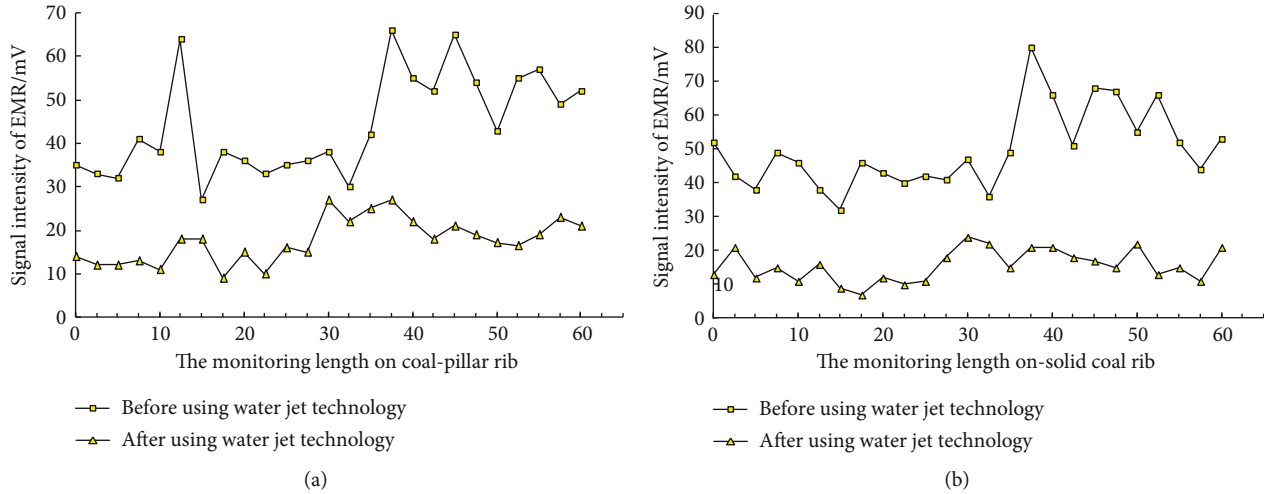 Signal intensity of EMR/mV
70
60
50
40
30
20
10
0
0 10 20 30 40 50 60
The monitoring length on coal-pillar rib
Before using water jet technology
After using water jet technology
(a)
Signal intensity of EMR/mV
90
80
70
60
50
40
30
20
10
0
0 10 20 30 40 50 60
The monitoring length on-solid coal rib
Before using water jet technology
After using water jet technology
(b)